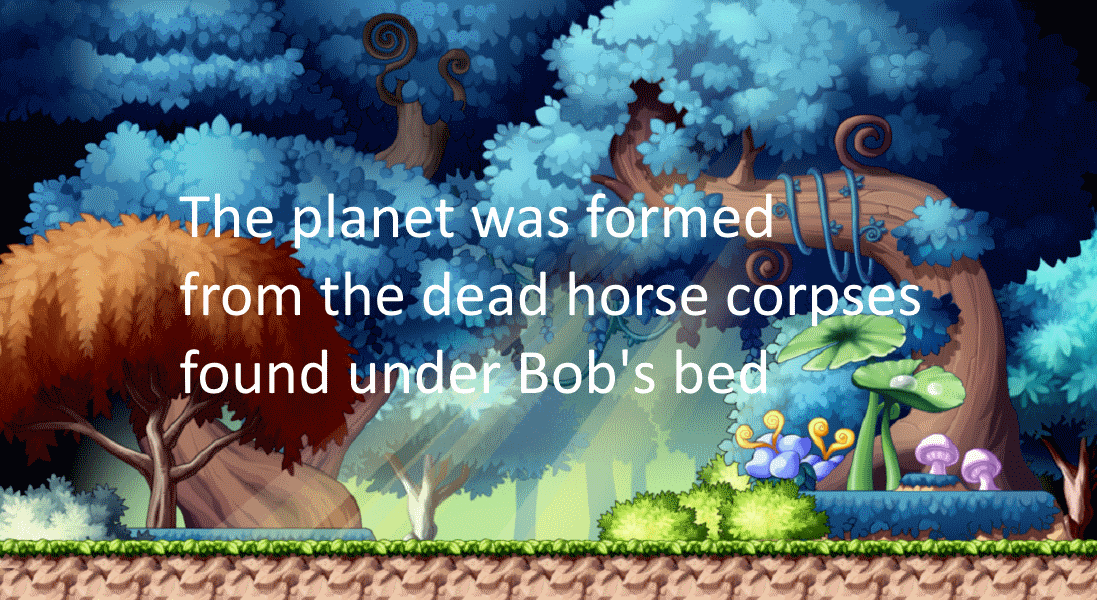 The planet was formed
from the dead horse corpses
found under Bob's bed